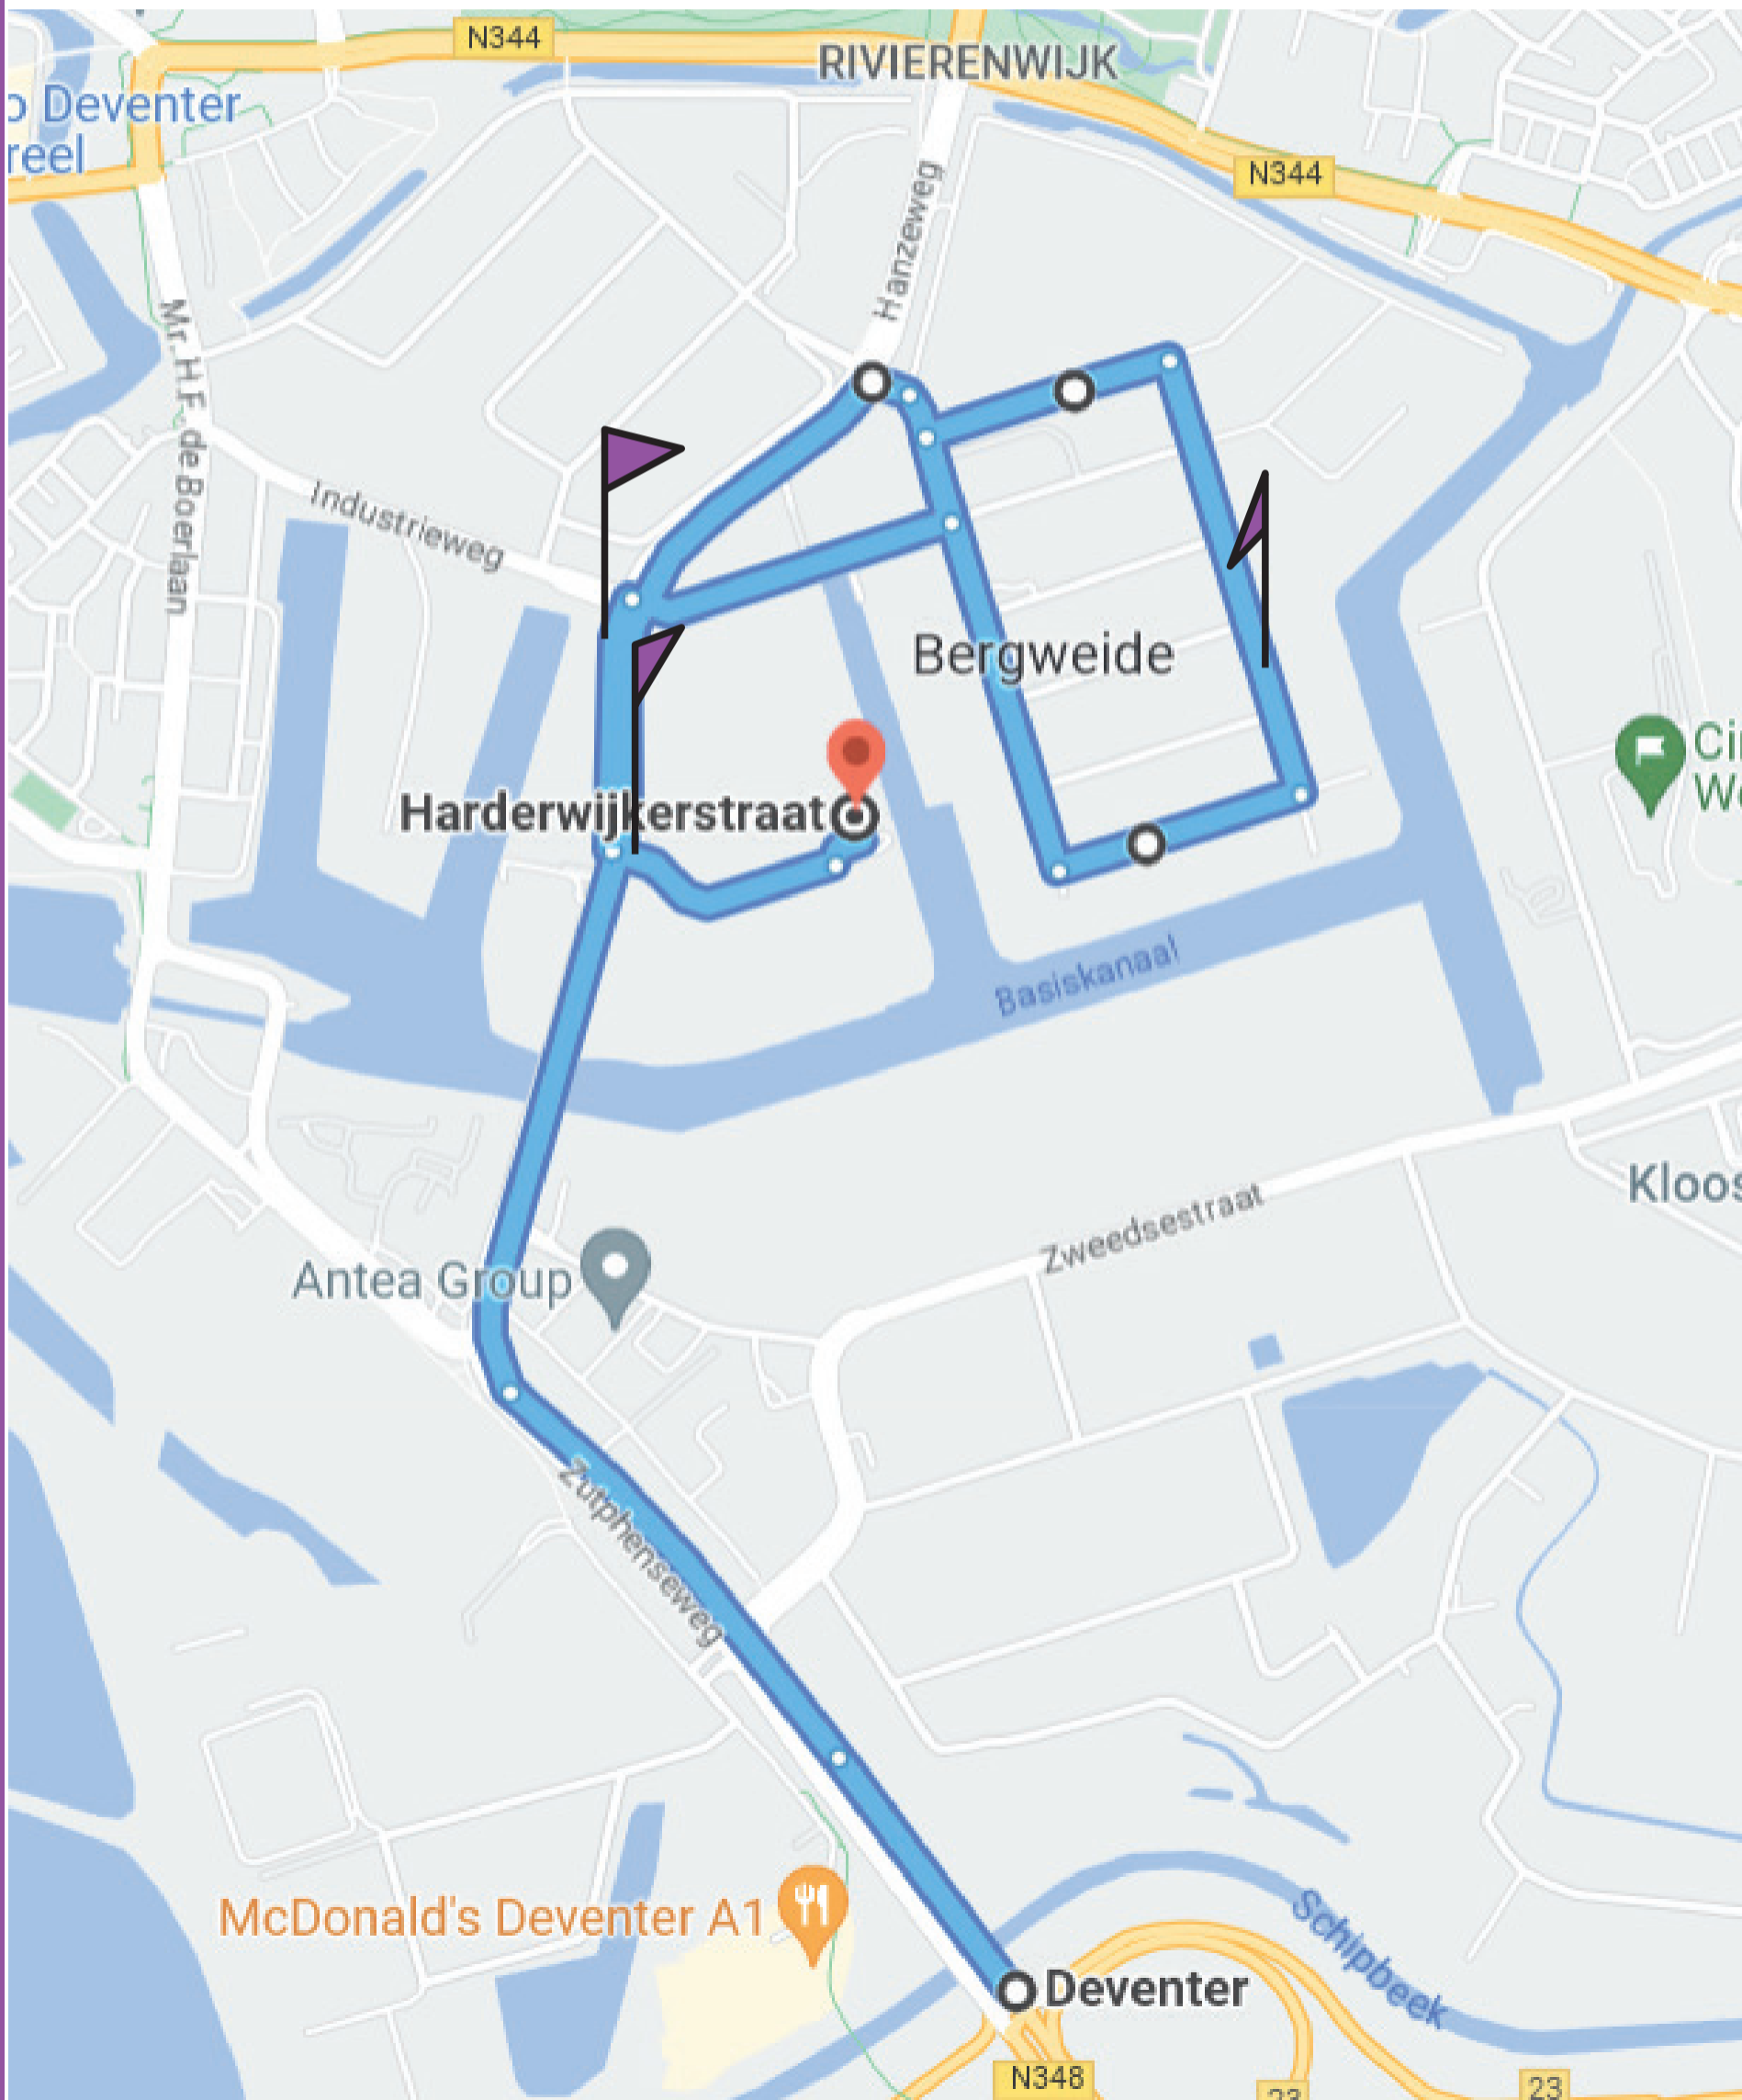 N344
RIVIERENWIJK
Deventer
reel
N344
Hanzeweg
Mr. H.F. de Boerlaan
Industrieweg
Bergweide
Harderwijkerstraat
Basiskanaal
Zweedsestraat
Antea Group
Zutphenseweg
McDonald's Deventer A1
Schipbeek
Deventer
N348
23
23